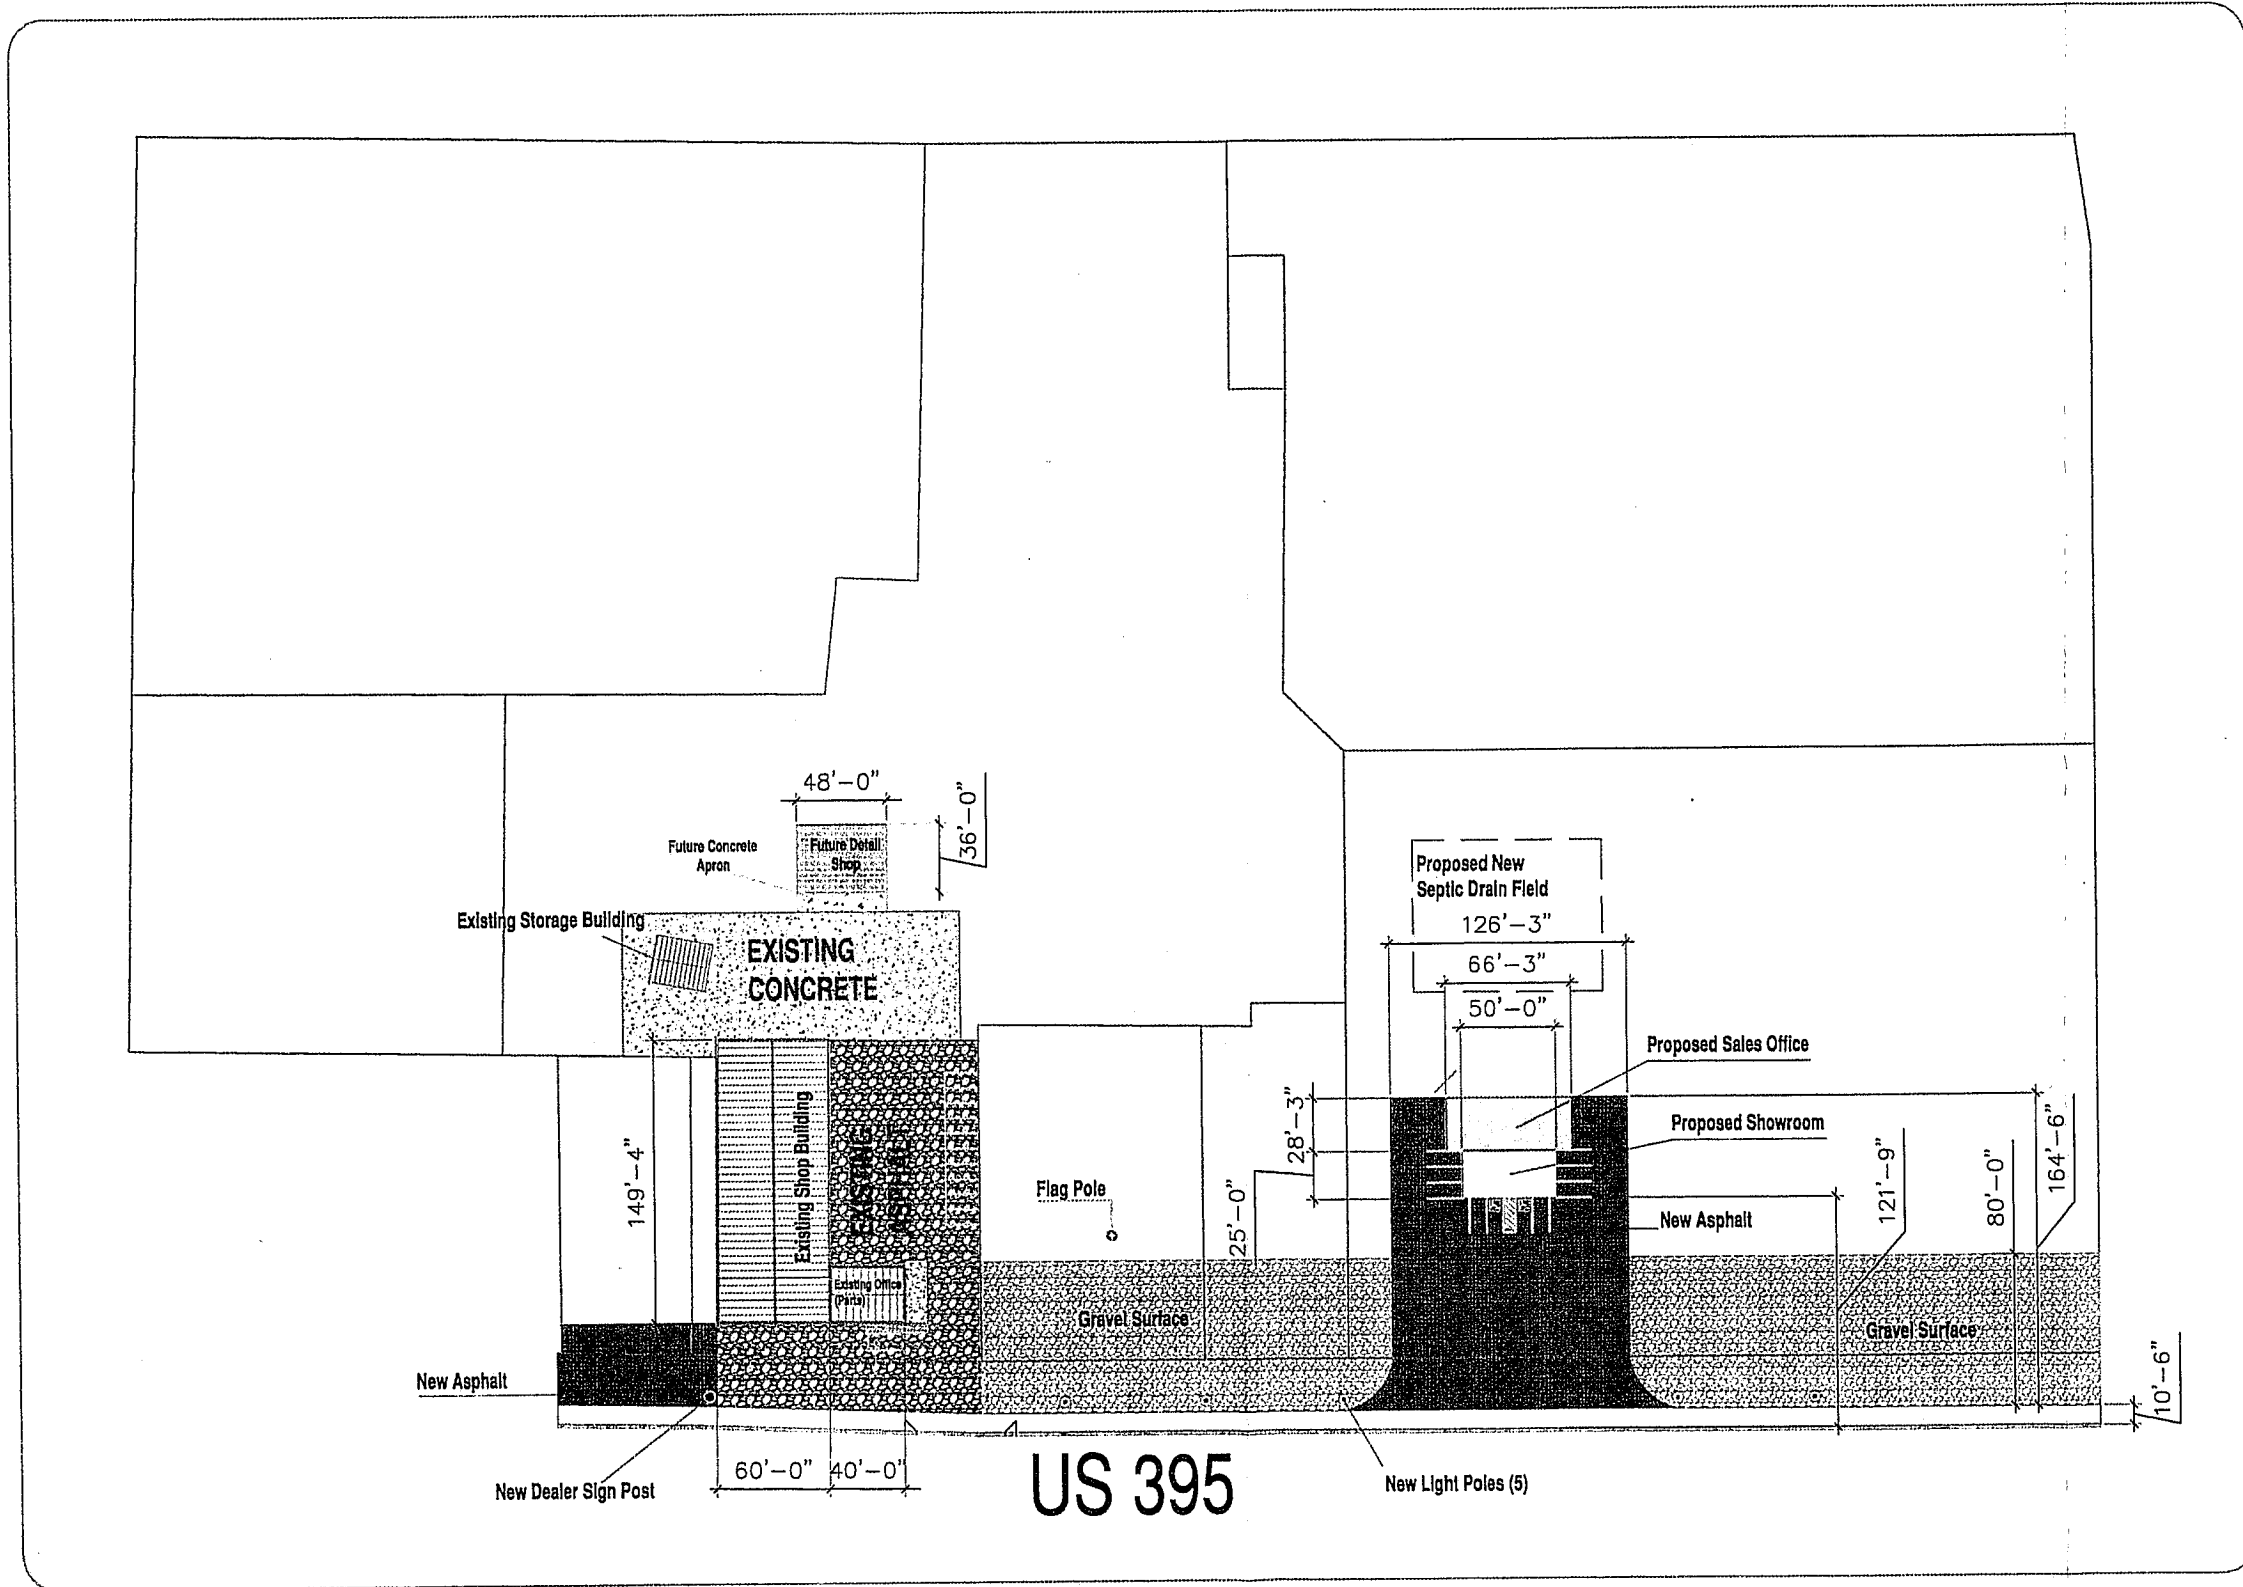 48'-0"
36'-0"
Future Concrete
Apron
Future Detail
Shop
Existing Storage Building
EXISTING
CONCRETE
Proposed New
Septic Drain Field
126'-3"
66'-3"
50'-0"
Proposed Sales Office
Proposed Showroom
28'-3"
25'-0"
149'-4"
Existing Shop Building
EXISTING
ASPHALT
Flag Pole
New Asphalt
121'-9"
80'-0"
164'-6"
Existing Office
(Parts)
Gravel Surface
Gravel Surface
New Asphalt
10'-6"
60'-0"
40'-0"
New Dealer Sign Post
US 395
New Light Poles (5)